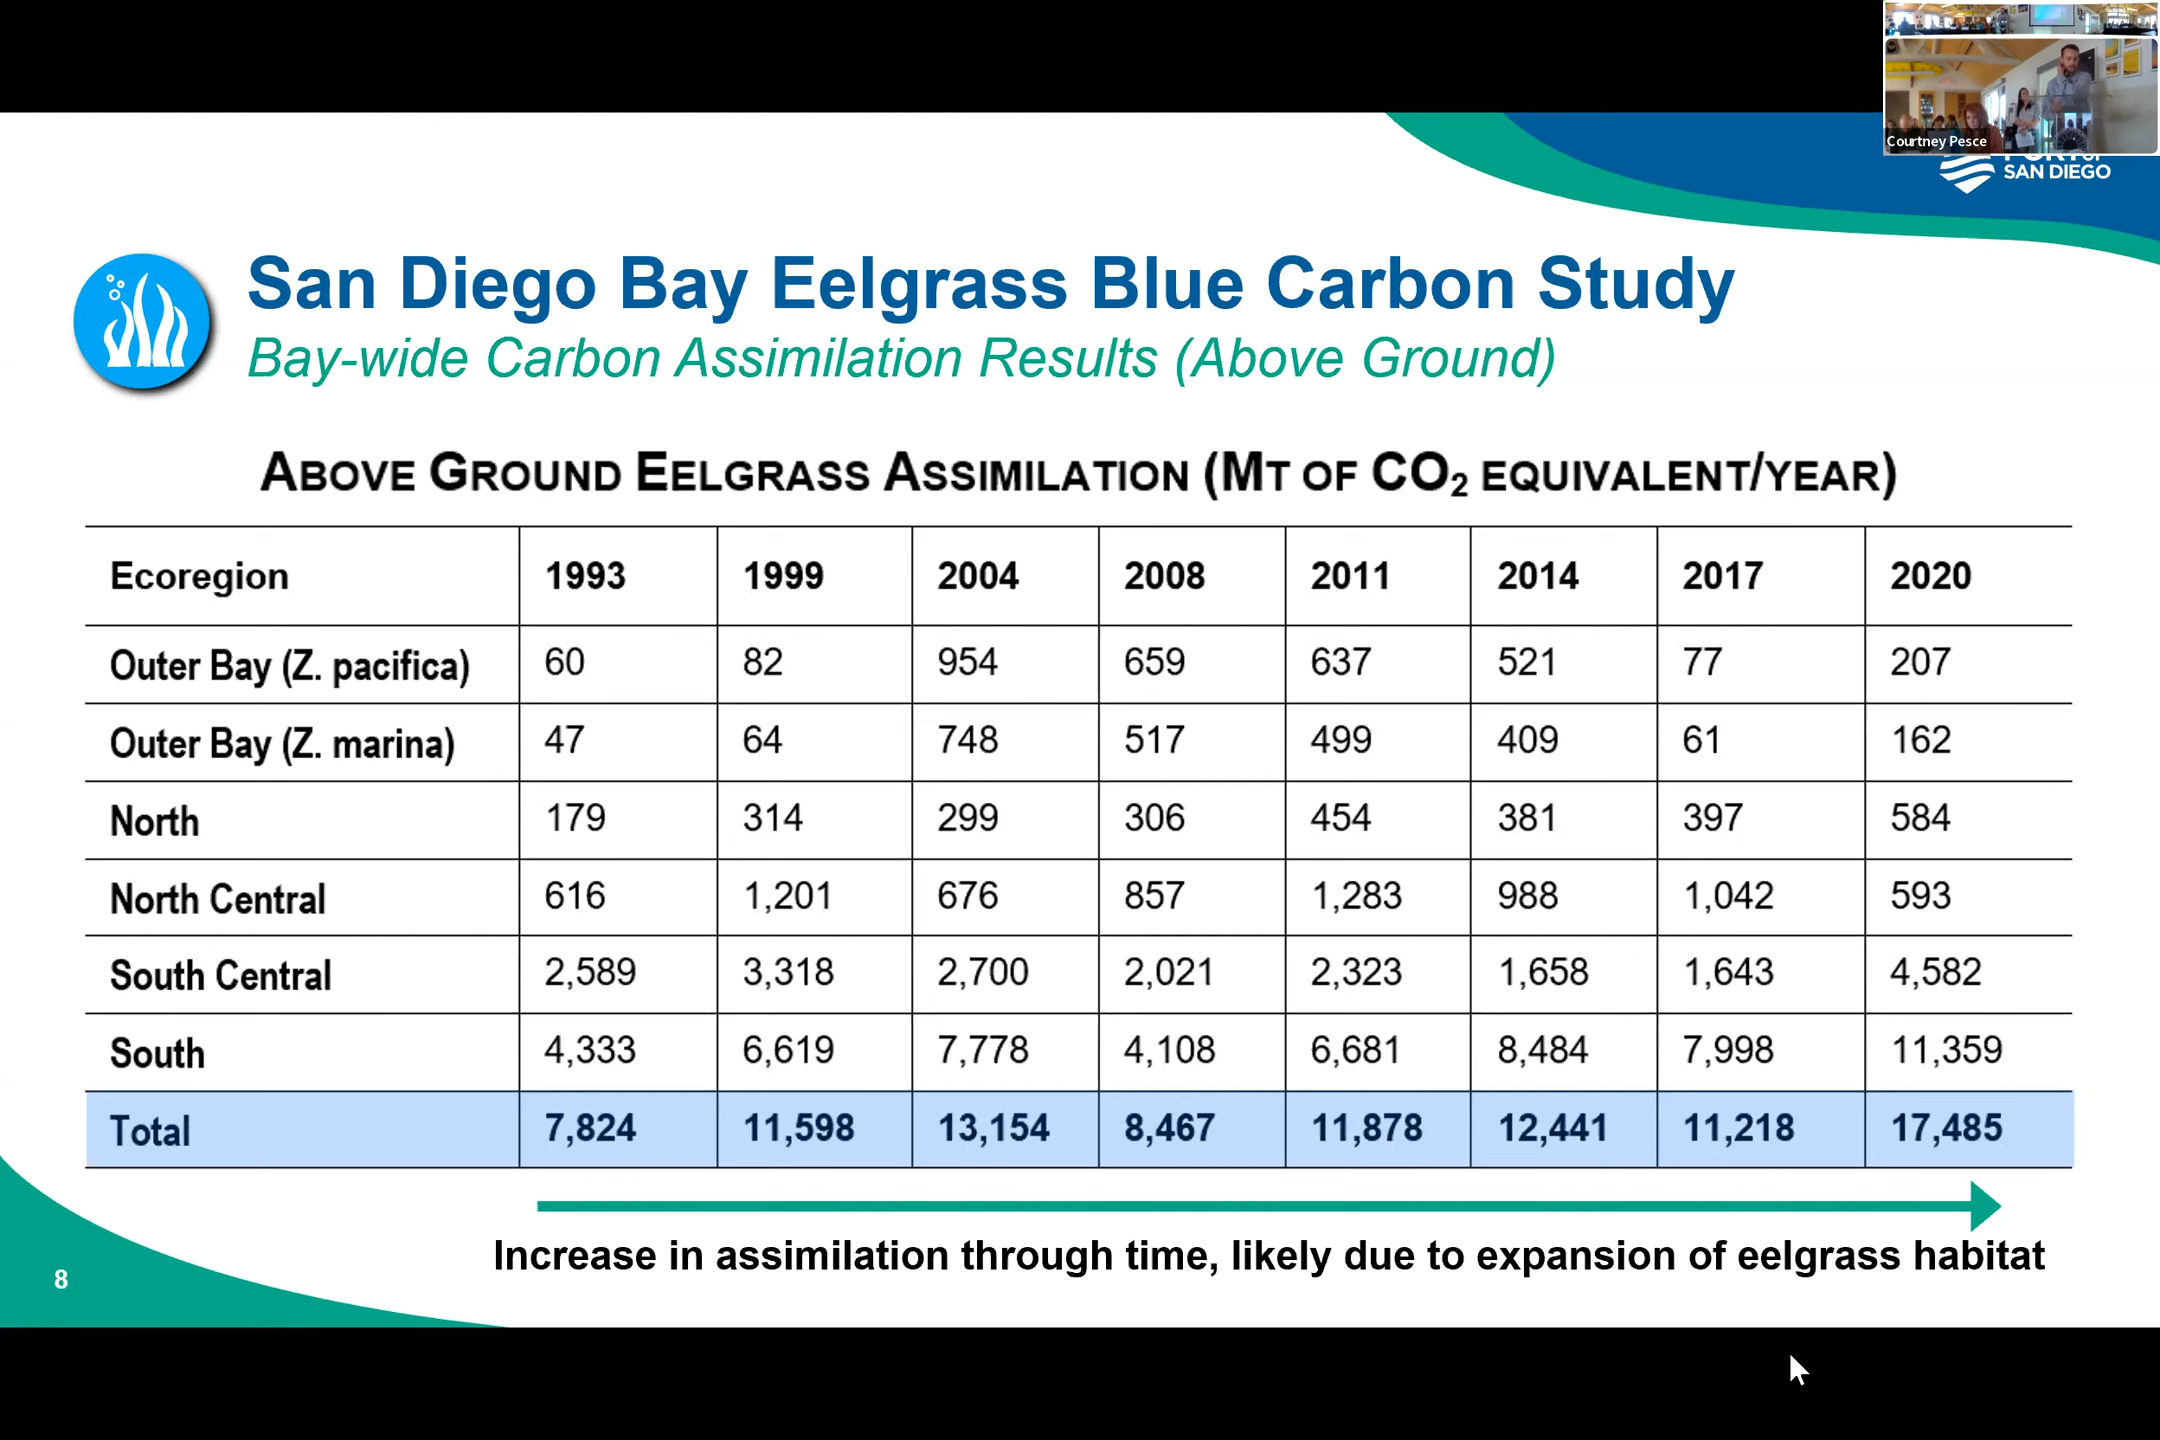 Courtney Pesce
SAN DIEGO
San Diego Bay Eelgrass Blue Carbon Study
Bay-wide Carbon Assimilation Results (Above Ground)
ABOVE GROUND EELGRASS ASSIMILATION (MT OF CO₂ EQUIVALENT/YEAR)
Ecoregion 1993 1999 2004 2008 2011 2014 2017 2020
Outer Bay (Z. pacifica) 60 82 954 659 637 521 77 207
Outer Bay (Z. marina) 47 64 748 517 499 409 61 162
North 179 314 299 306 454 381 397 584
North Central 616 1,201 676 857 1,283 988 1,042 593
South Central 2,589 3,318 2,700 2,021 2,323 1,658 1,643 4,582
South 4,333 6,619 7,778 4,108 6,681 8,484 7,998 11,359
Total 7,824 11,598 13,154 8,467 11,878 12,441 11,218 17,485
Increase in assimilation through time, likely due to expansion of eelgrass habitat
8